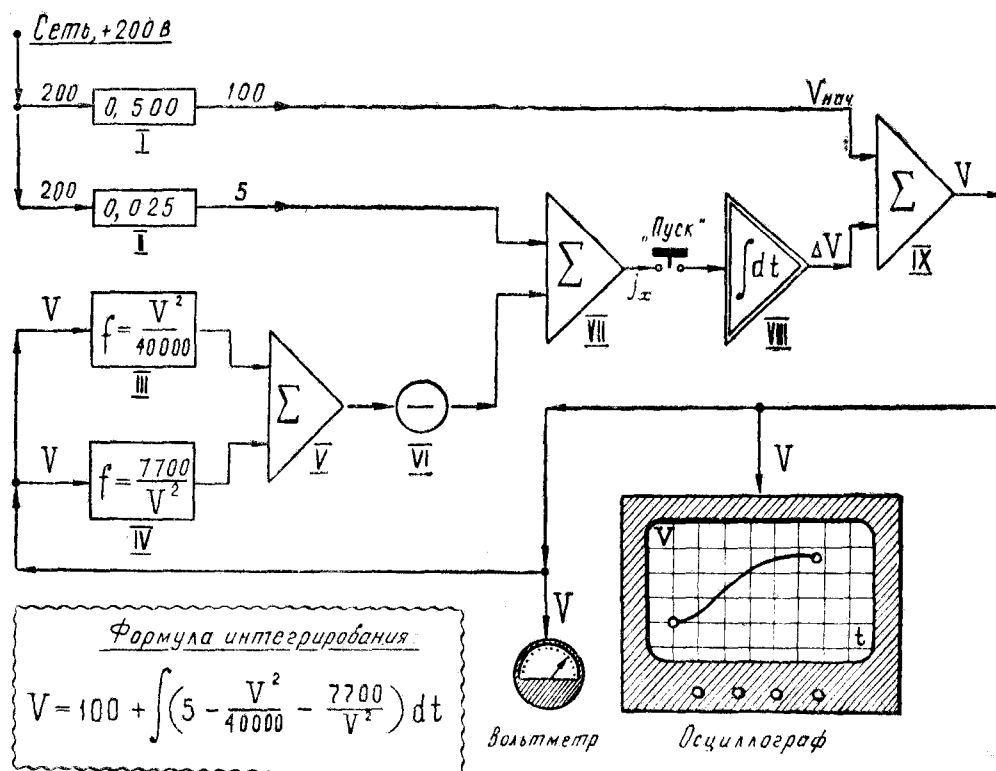 Сеть, +200 в
200 0,500 100 Vнач
I
200 0,025 5
II
Σ V
IX
Σ jx
VII
„Пуск"
∫dt ΔV
VIII
V f = V²/40000
III
Σ
V
—
VI
V f = 7700/V²
IV
V
V
t
V
Формула интегрирования:
V = 100 + ∫(5 - V²/40000 - 7700/V²) dt
Вольтметр
Осциллограф